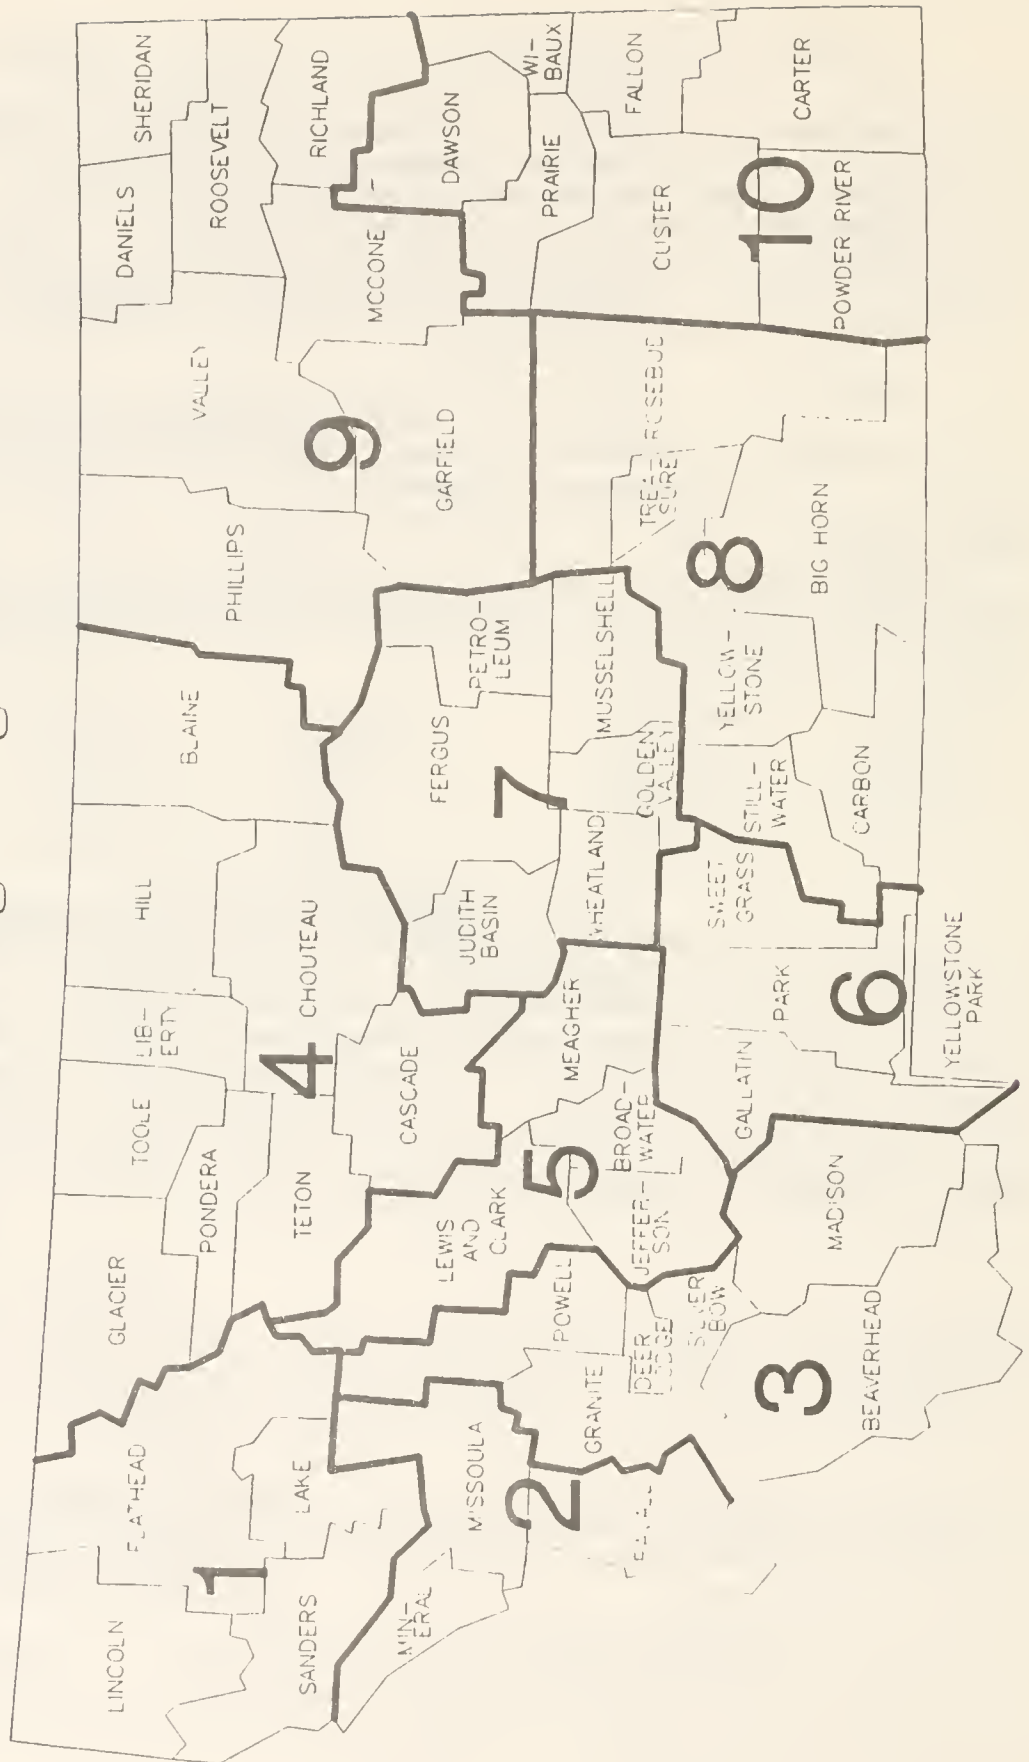 LINCOLN
FLATHEAD
GLACIER
TOOLE
LIB-
ERTY
HILL
BLAINE
PHILLIPS
VALLEY
DANIELS
SHERIDAN
ROOSEVELT
1
SANDERS
LAKE
PONDERA
TETON
4
CHOUTEAU
9
RICHLAND
MIN-
ERAL
MISSOULA
2
LEWIS
AND
CLARK
CASCADE
JUDITH
BASIN
FERGUS
PETRO-
LEUM
GARFIELD
MCCONE
DAWSON
WI-
BAUX
PRAIRIE
POWELL
GRANITE
5
MEAGHER
7
WHEATLAND
MUSSELSHELL
GOLDEN
VALLEY
DEER
LODGE
JEFFER-
SON
BROAD-
WATER
TREA-
SURE
ROSEBUD
CUSTER
FALLON
SILVER
BOW
3
GALLATIN
PARK
SWEET
GRASS
STILL-
WATER
YELLOW-
STONE
8
10
BEAVERHEAD
MADISON
6
CARBON
BIG HORN
POWDER RIVER
CARTER
YELLOWSTONE
PARK